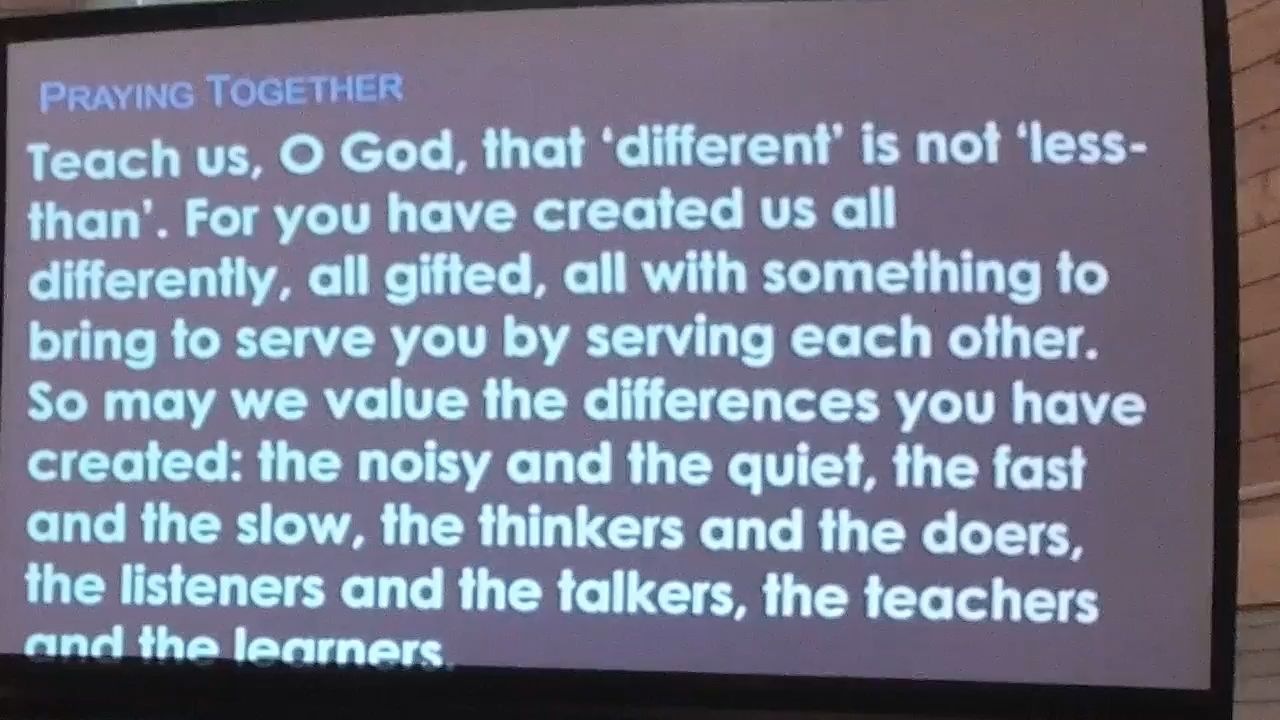 PRAYING TOGETHER
Teach us, O God, that ‘different’ is not ‘less-
than’. For you have created us all
differently, all gifted, all with something to
bring to serve you by serving each other.
So may we value the differences you have
created: the noisy and the quiet, the fast
and the slow, the thinkers and the doers,
the listeners and the talkers, the teachers
and the learners.